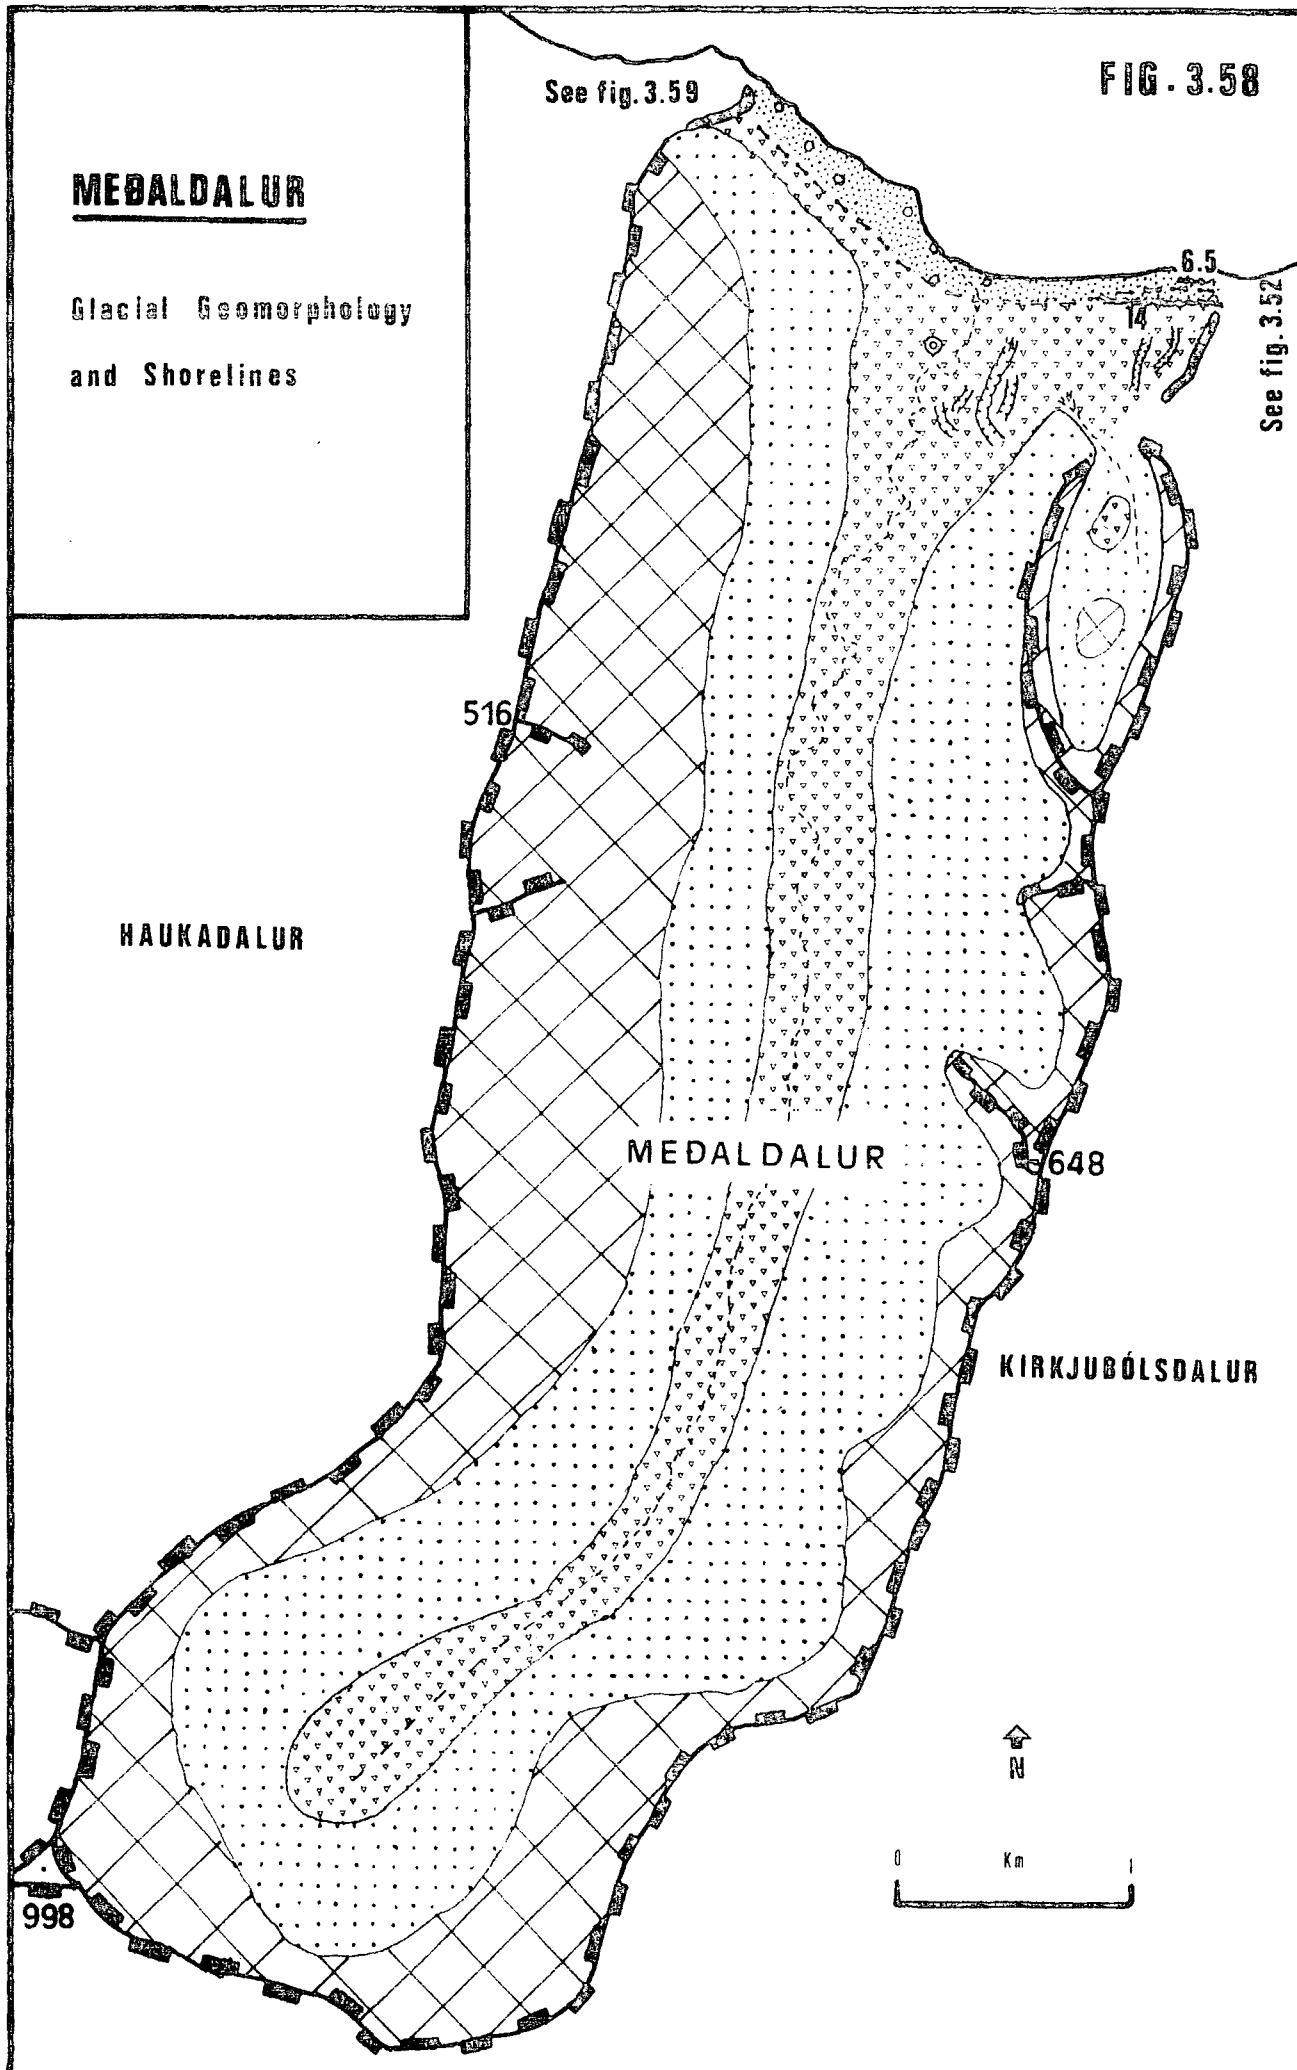 FIG. 3.58
See fig. 3.59
MEÐALDALUR
Glacial Geomorphology
and Shorelines
6.5
14
See fig. 3.52
516
HAUKADALUR
MEÐALDALUR
648
KIRKJUBÓLSDALUR
N
0 Km 1
998